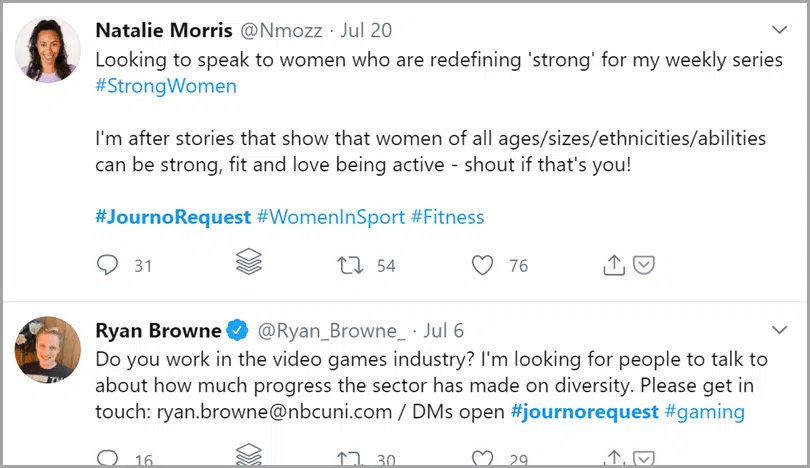 Natalie Morris @Nmozz · Jul 20
Looking to speak to women who are redefining 'strong' for my weekly series
#StrongWomen
I'm after stories that show that women of all ages/sizes/ethnicities/abilities
can be strong, fit and love being active - shout if that's you!
#JournoRequest #WomenInSport #Fitness
31 54 76
Ryan Browne @Ryan_Browne_ · Jul 6
Do you work in the video games industry? I'm looking for people to talk to
about how much progress the sector has made on diversity. Please get in
touch: ryan.browne@nbcuni.com / DMs open #journorequest #gaming
16 30 29